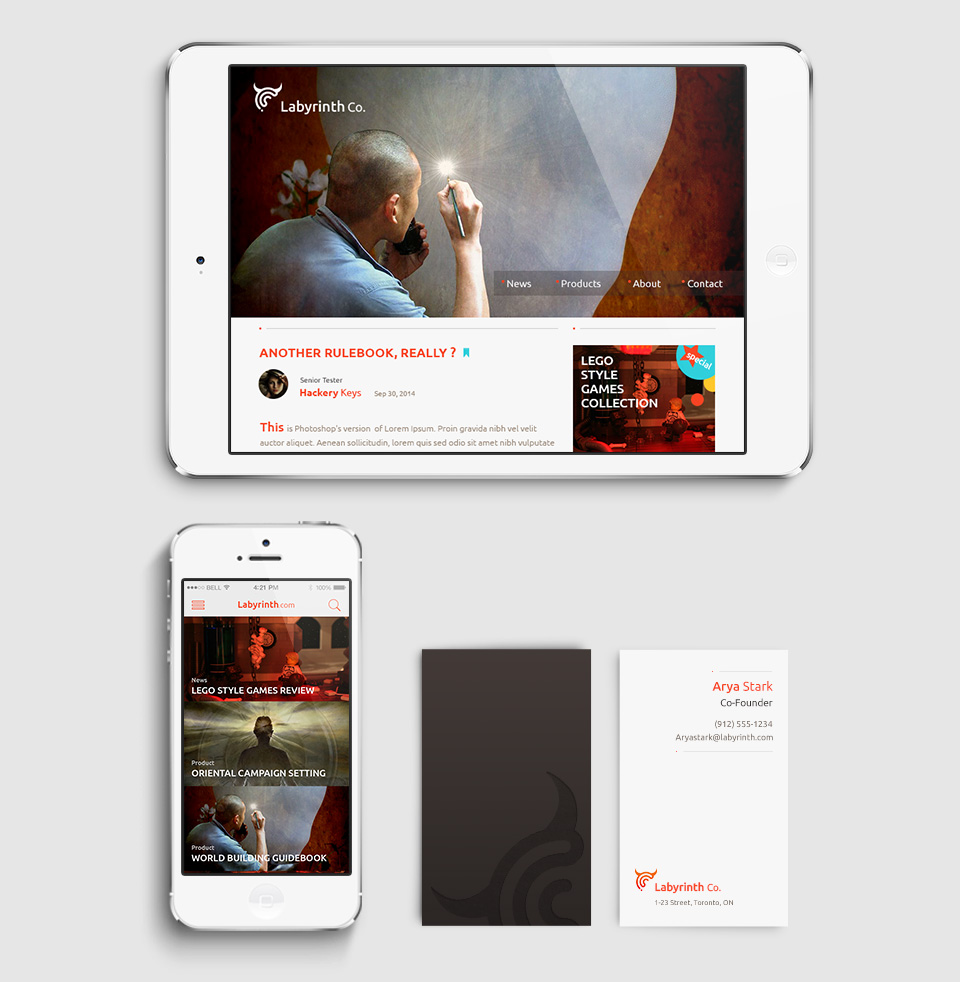 Labyrinth Co.
News Products About Contact
ANOTHER RULEBOOK, REALLY ?
Senior Tester
Hackery Keys Sep 30, 2014
This is Photoshop's version of Lorem Ipsum. Proin gravida nibh vel velit
auctor aliquet. Aenean sollicitudin, lorem quis sed odio sit amet nibh vulputate
special
LEGO
STYLE
GAMES
COLLECTION
BELL 4:21 PM 100%
Labyrinth.com
News
LEGO STYLE GAMES REVIEW
Product
ORIENTAL CAMPAIGN SETTING
Product
WORLD BUILDING GUIDEBOOK
Arya Stark
Co-Founder
(912) 555-1234
Aryastark@labyrinth.com
Labyrinth Co.
1-23 Street, Toronto, ON